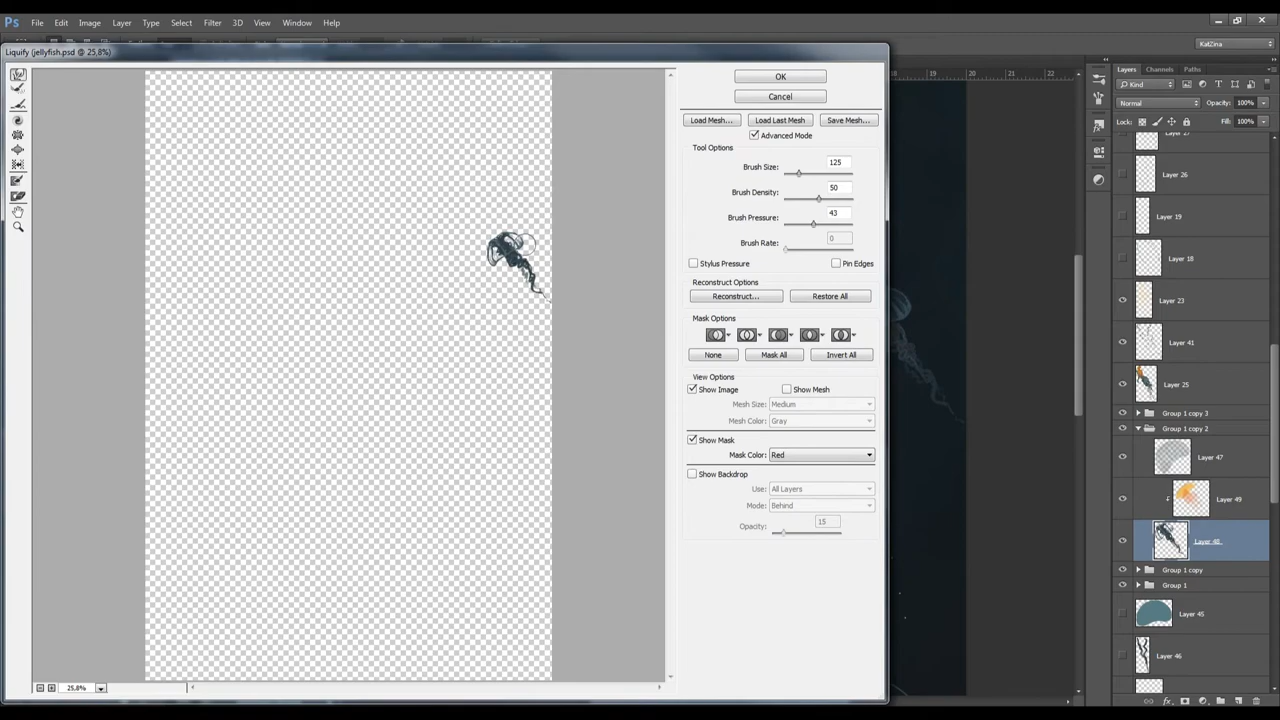 Ps File Edit Image Layer Type Select Filter 3D View Window Help
KatZina
Liquify (jellyfish.psd @ 25,8%)
OK
Cancel
Load Mesh... Load Last Mesh Save Mesh...
Advanced Mode
Tool Options
Brush Size: 125
Brush Density: 50
Brush Pressure: 43
Brush Rate: 0
Stylus Pressure Pin Edges
Reconstruct Options
Reconstruct... Restore All
Mask Options
None Mask All Invert All
View Options
Show Image Show Mesh
Mesh Size: Medium
Mesh Color: Gray
Show Mask
Mask Color: Red
Show Backdrop
Use: All Layers
Mode: Behind
Opacity: 15
25,8%
18 19 20 21 22
Layers Channels Paths
Kind
Normal Opacity: 100%
Lock: Fill: 100%
Layer 27
Layer 26
Layer 19
Layer 18
Layer 23
Layer 41
Layer 25
Group 1 copy 3
Group 1 copy 2
Layer 47
Layer 49
Layer 48
Group 1 copy
Group 1
Layer 45
Layer 46